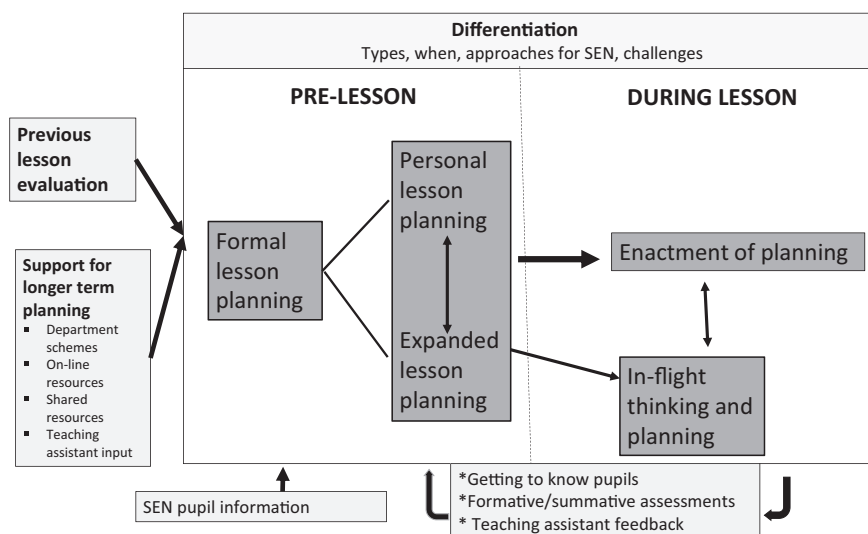 Differentiation
Types, when, approaches for SEN, challenges
PRE-LESSON
DURING LESSON
Previous
lesson
evaluation
Support for
longer term
planning
▪ Department
schemes
▪ On-line
resources
▪ Shared
resources
▪ Teaching
assistant input
Formal
lesson
planning
Personal
lesson
planning
Expanded
lesson
planning
Enactment of planning
In-flight
thinking and
planning
SEN pupil information
*Getting to know pupils
*Formative/summative assessments
* Teaching assistant feedback